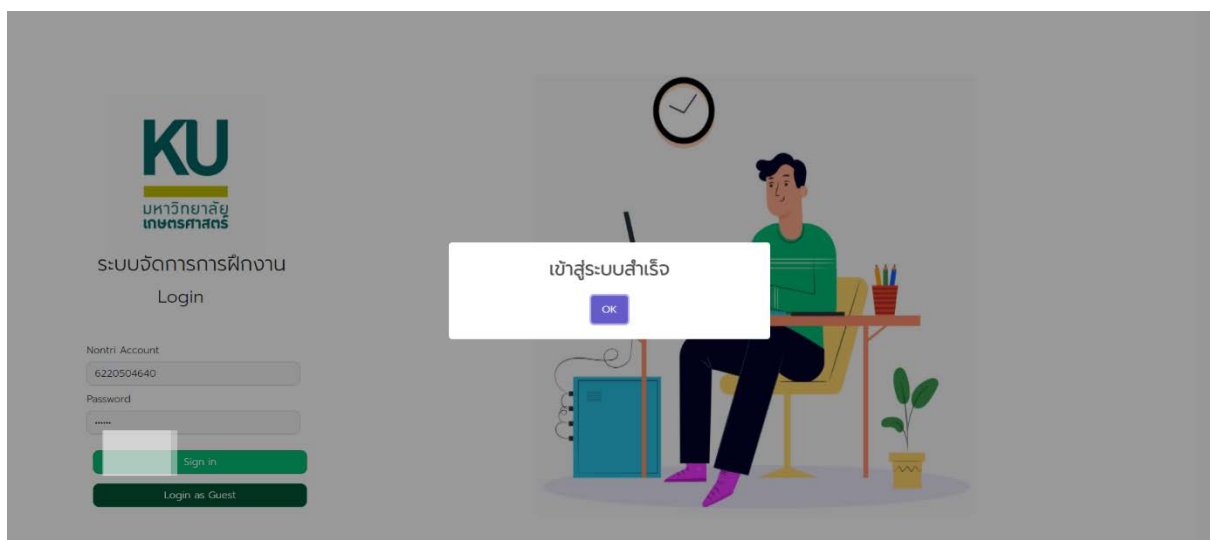 KU
มหาวิทยาลัย
เกษตรศาสตร์
ระบบจัดการการฝึกงาน
Login
Nontri Account
6220504640
Password
Sign in
Login as Guest
เข้าสู่ระบบสำเร็จ
OK